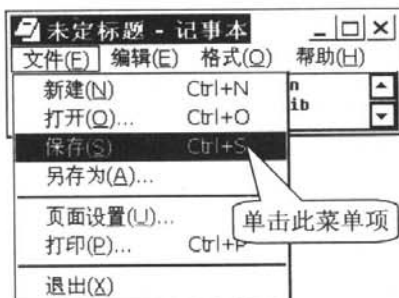 未定标题 - 记事本
文件(F) 编辑(E) 格式(O) 帮助(H)
新建(N) Ctrl+N
n
打开(O)... Ctrl+O
ib
保存(S) Ctrl+S
另存为(A)...
页面设置(U)...
单击此菜单项
打印(P)... Ctrl+P
退出(X)